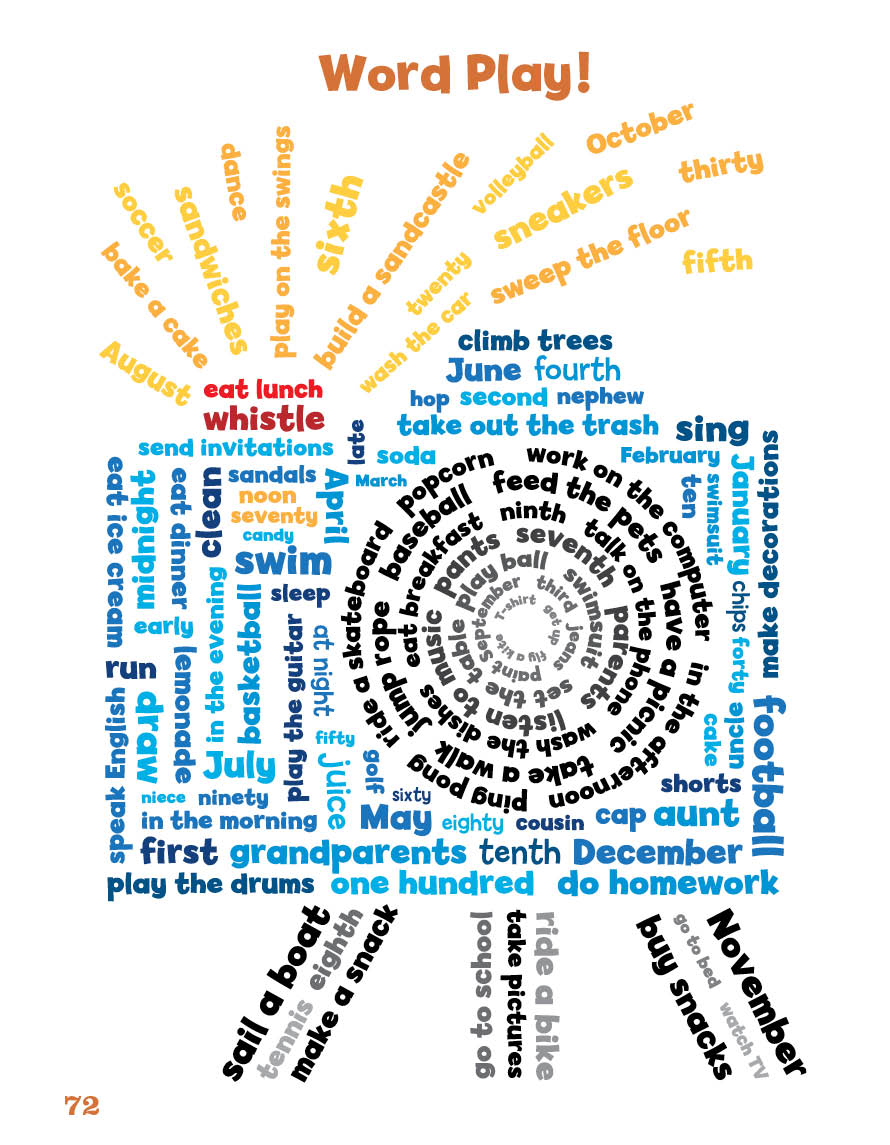 Word Play!
October
thirty
dance
volleyball
soccer
sandwiches
play on the swings
sixth
build a sandcastle
sneakers
sweep the floor
fifth
bake a cake
twenty
wash the car
August
climb trees
June fourth
hop second nephew
take out the trash
sing
eat lunch
whistle
send invitations
late
soda
March
February
ten
swimsuit
January
make decorations
eat ice cream
midnight
eat dinner
clean
sandals
noon
seventy
candy
April
swim
sleep
popcorn
work on the computer
ride a skateboard
baseball
feed the pets
have a picnic
in the afternoon
ping pong
jump rope
eat breakfast
ninth
talk on the phone
take a walk
wash the dishes
pants
seventh
parents
listen to music
play ball
swimsuit
set the table
September
third
jeans
paint
T-shirt
get up
fly a kite
early
in the evening
basketball
play the guitar
at night
run
lemonade
speak English
draw
July
fifty
juice
golf
sixty
niece ninety
in the morning
May eighty cousin cap aunt
chips
forty
uncle
cake
shorts
football
first grandparents tenth December
play the drums one hundred do homework
sail a boat
eighth
tennis
make a snack
go to school
take pictures
ride a bike
buy snacks
go to bed
watch TV
November
72